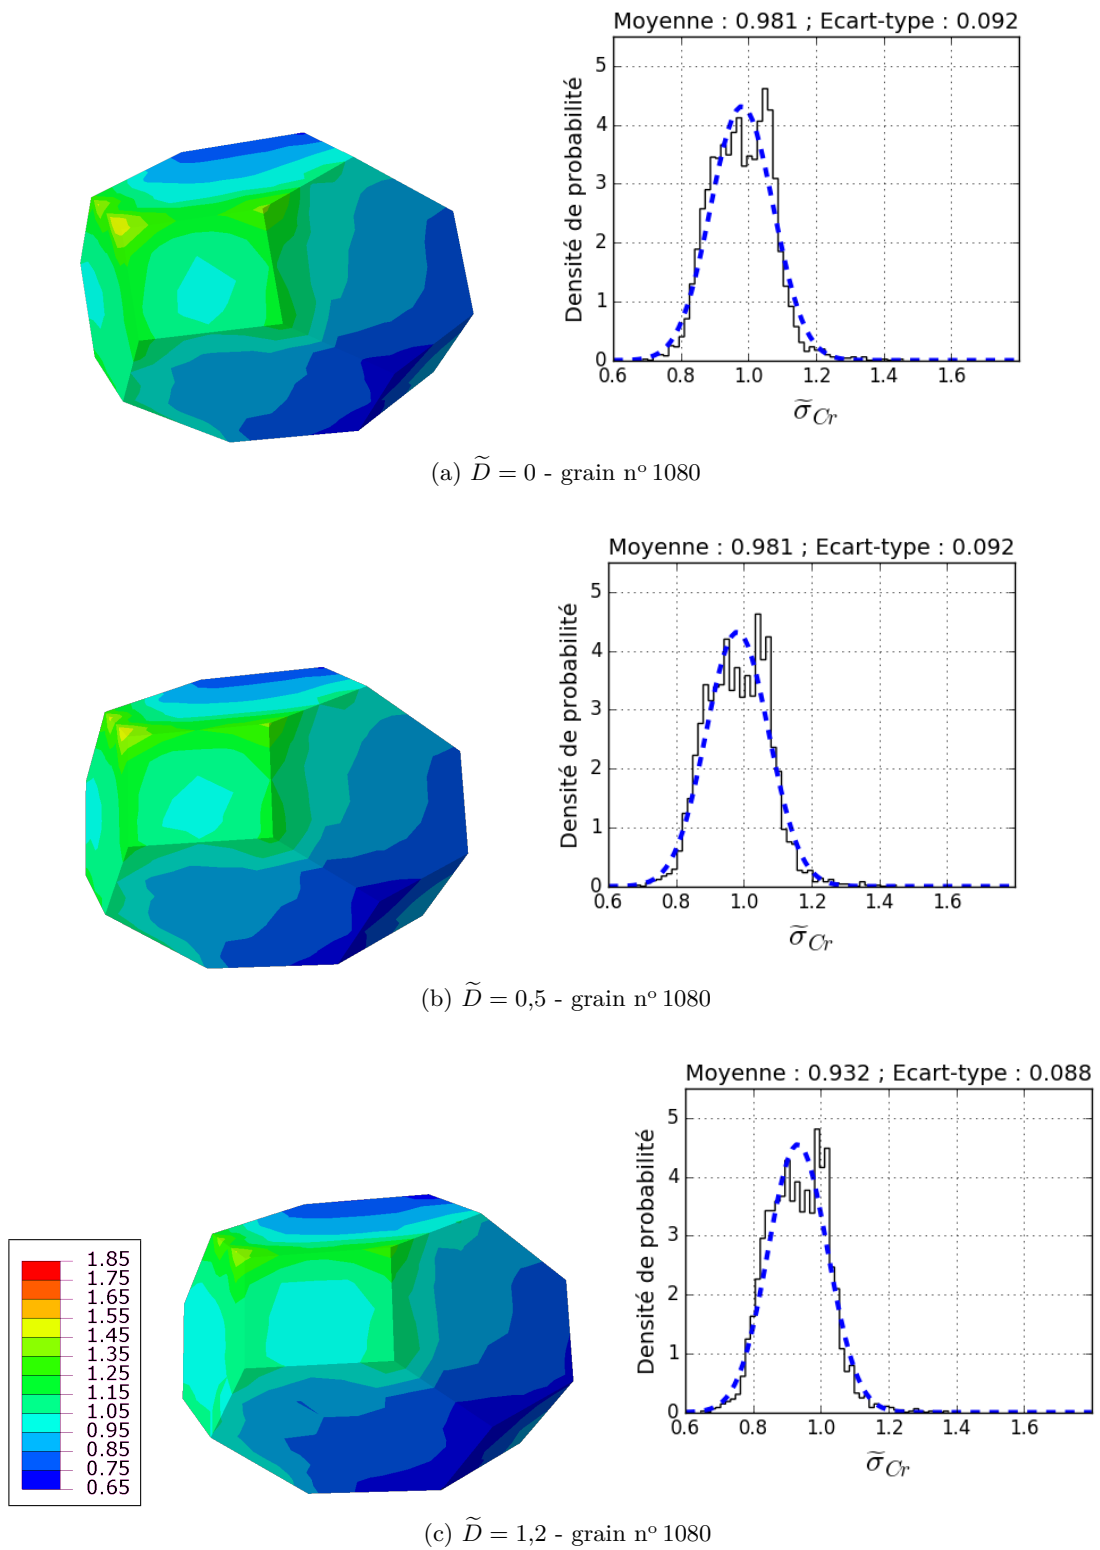 Moyenne : 0.981 ; Ecart-type : 0.092
Densité de probabilité
5
4
3
2
1
0
0.6 0.8 1.0 1.2 1.4 1.6
σ̃_Cr
(a) D̃ = 0 - grain nº 1080
Moyenne : 0.981 ; Ecart-type : 0.092
Densité de probabilité
5
4
3
2
1
0
0.6 0.8 1.0 1.2 1.4 1.6
σ̃_Cr
(b) D̃ = 0,5 - grain nº 1080
Moyenne : 0.932 ; Ecart-type : 0.088
Densité de probabilité
5
4
3
2
1
0
0.6 0.8 1.0 1.2 1.4 1.6
σ̃_Cr
1.85
1.75
1.65
1.55
1.45
1.35
1.25
1.15
1.05
0.95
0.85
0.75
0.65
(c) D̃ = 1,2 - grain nº 1080